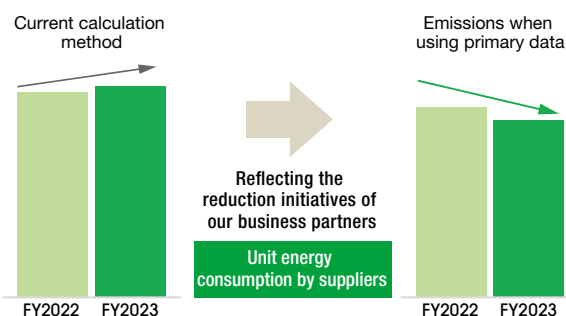 Current calculation
method
FY2022
FY2023
Reflecting the
reduction initiatives of
our business partners
Unit energy
consumption by suppliers
Emissions when
using primary data
FY2022
FY2023